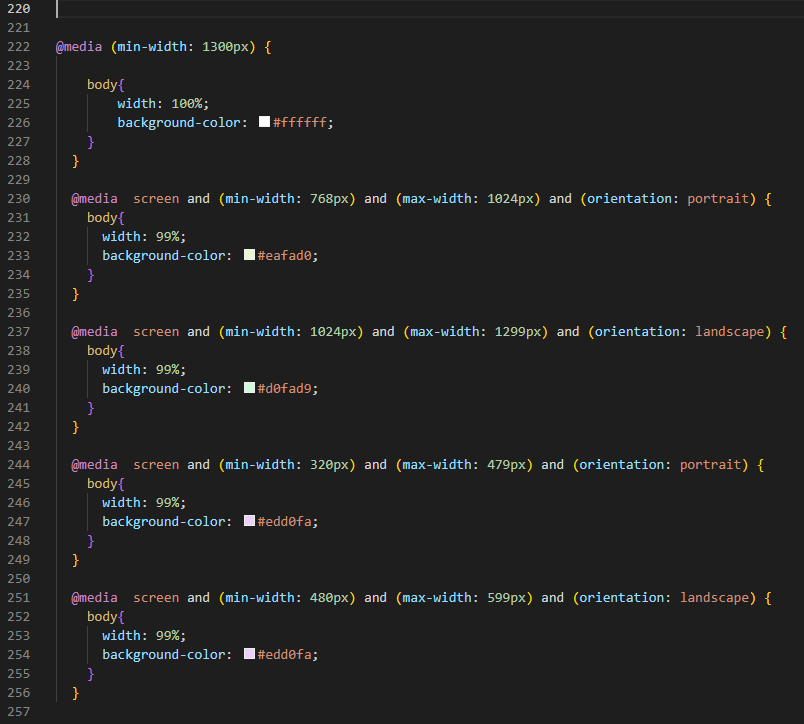 220
221
222 @media (min-width: 1300px) {
223
224 body{
225 width: 100%;
226 background-color: #ffffff;
227 }
228 }
229
230 @media  screen and (min-width: 768px) and (max-width: 1024px) and (orientation: portrait) {
231 body{
232 width: 99%;
233 background-color: #eafad0;
234 }
235 }
236
237 @media  screen and (min-width: 1024px) and (max-width: 1299px) and (orientation: landscape) {
238 body{
239 width: 99%;
240 background-color: #d0fad9;
241 }
242 }
243
244 @media  screen and (min-width: 320px) and (max-width: 479px) and (orientation: portrait) {
245 body{
246 width: 99%;
247 background-color: #edd0fa;
248 }
249 }
250
251 @media  screen and (min-width: 480px) and (max-width: 599px) and (orientation: landscape) {
252 body{
253 width: 99%;
254 background-color: #edd0fa;
255 }
256 }
257